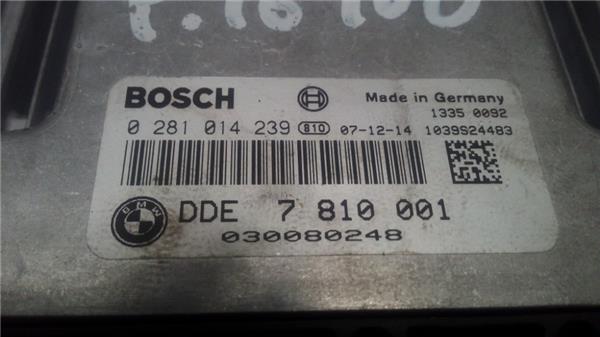 BOSCH Made in Germany
1335 0092
0 281 014 239 810 07-12-14 1039S24483
BMW DDE 7 810 001
030080248